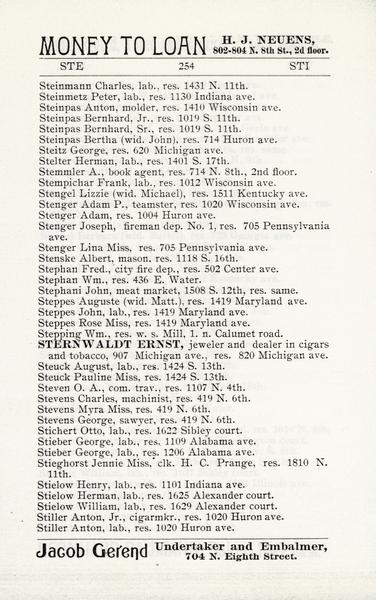 MONEY TO LOAN H. J. NEUENS,
802-804 N. 8th St., 2d floor.
STE 254 STI
Steinmann Charles, lab., res. 1431 N. 11th.
Steinmetz Peter, lab., res. 1130 Indiana ave.
Steinpas Anton, molder, res. 1410 Wisconsin ave.
Steinpas Bernhard, Jr., res. 1019 S. 11th.
Steinpas Bernhard, Sr., res. 1019 S. 11th.
Steinpas Bertha (wid. John), res. 714 Huron ave.
Steitz George, res. 620 Michigan ave.
Stelter Herman, lab., res. 1401 S. 17th.
Stemmler A., book agent, res. 714 N. 8th., 2nd floor.
Stempichar Frank, lab., res. 1012 Wisconsin ave.
Stengel Lizzie (wid. Michael), res. 1511 Kentucky ave.
Stenger Adam P., teamster, res. 1020 Wisconsin ave.
Stenger Adam, res. 1004 Huron ave.
Stenger Joseph, fireman dep. No. 1, res. 705 Pennsylvania
ave.
Stenger Lina Miss, res. 705 Pennsylvania ave.
Stenske Albert, mason, res. 1118 S. 16th.
Stephan Fred., city fire dep., res. 502 Center ave.
Stephan Wm., res. 436 E. Water.
Stephani John, meat market, 1508 S. 12th, res. same.
Steppes Auguste (wid. Matt.), res. 1419 Maryland ave.
Steppes John, lab., res. 1419 Maryland ave.
Steppes Rose Miss, res. 1419 Maryland ave.
Stepping Wm., res. w. s. Mill, 1. n. Calumet road.
STERNWALDT ERNST, jeweler and dealer in cigars
and tobacco, 907 Michigan ave., res. 820 Michigan ave.
Steuck August, lab., res. 1424 S. 13th.
Steuck Pauline Miss, res. 1424 S. 13th.
Steven O. A., com. trav., res. 1107 N. 4th.
Stevens Charles, machinist, res. 419 N. 6th.
Stevens Myra Miss, res. 419 N. 6th.
Stevens George, sawyer, res. 419 N. 6th.
Stichert Otto, lab., res. 1622 Sibley court.
Stieber George, lab., res. 1109 Alabama ave.
Stieber George, lab., res. 1206 Alabama ave.
Stieghorst Jennie Miss, clk. H. C. Prange, res. 1810 N.
11th.
Stielow Henry, lab., res. 1101 Indiana ave.
Stielow Herman, lab., res. 1625 Alexander court.
Stielow William, lab., res. 1629 Alexander court.
Stiller Anton, Jr., cigarmkr., res. 1020 Huron ave.
Stiller Anton, lab., res. 1020 Huron ave.
Jacob Gerend Undertaker and Embalmer,
704 N. Eighth Street.